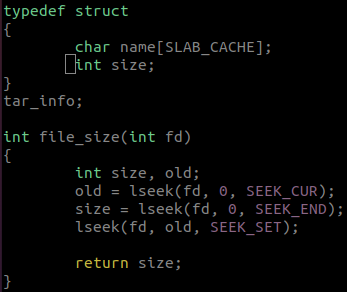 typedef struct
{
        char name[SLAB_CACHE];
        int size;
}
tar_info;

int file_size(int fd)
{
        int size, old;
        old = lseek(fd, 0, SEEK_CUR);
        size = lseek(fd, 0, SEEK_END);
        lseek(fd, old, SEEK_SET);

        return size;
}